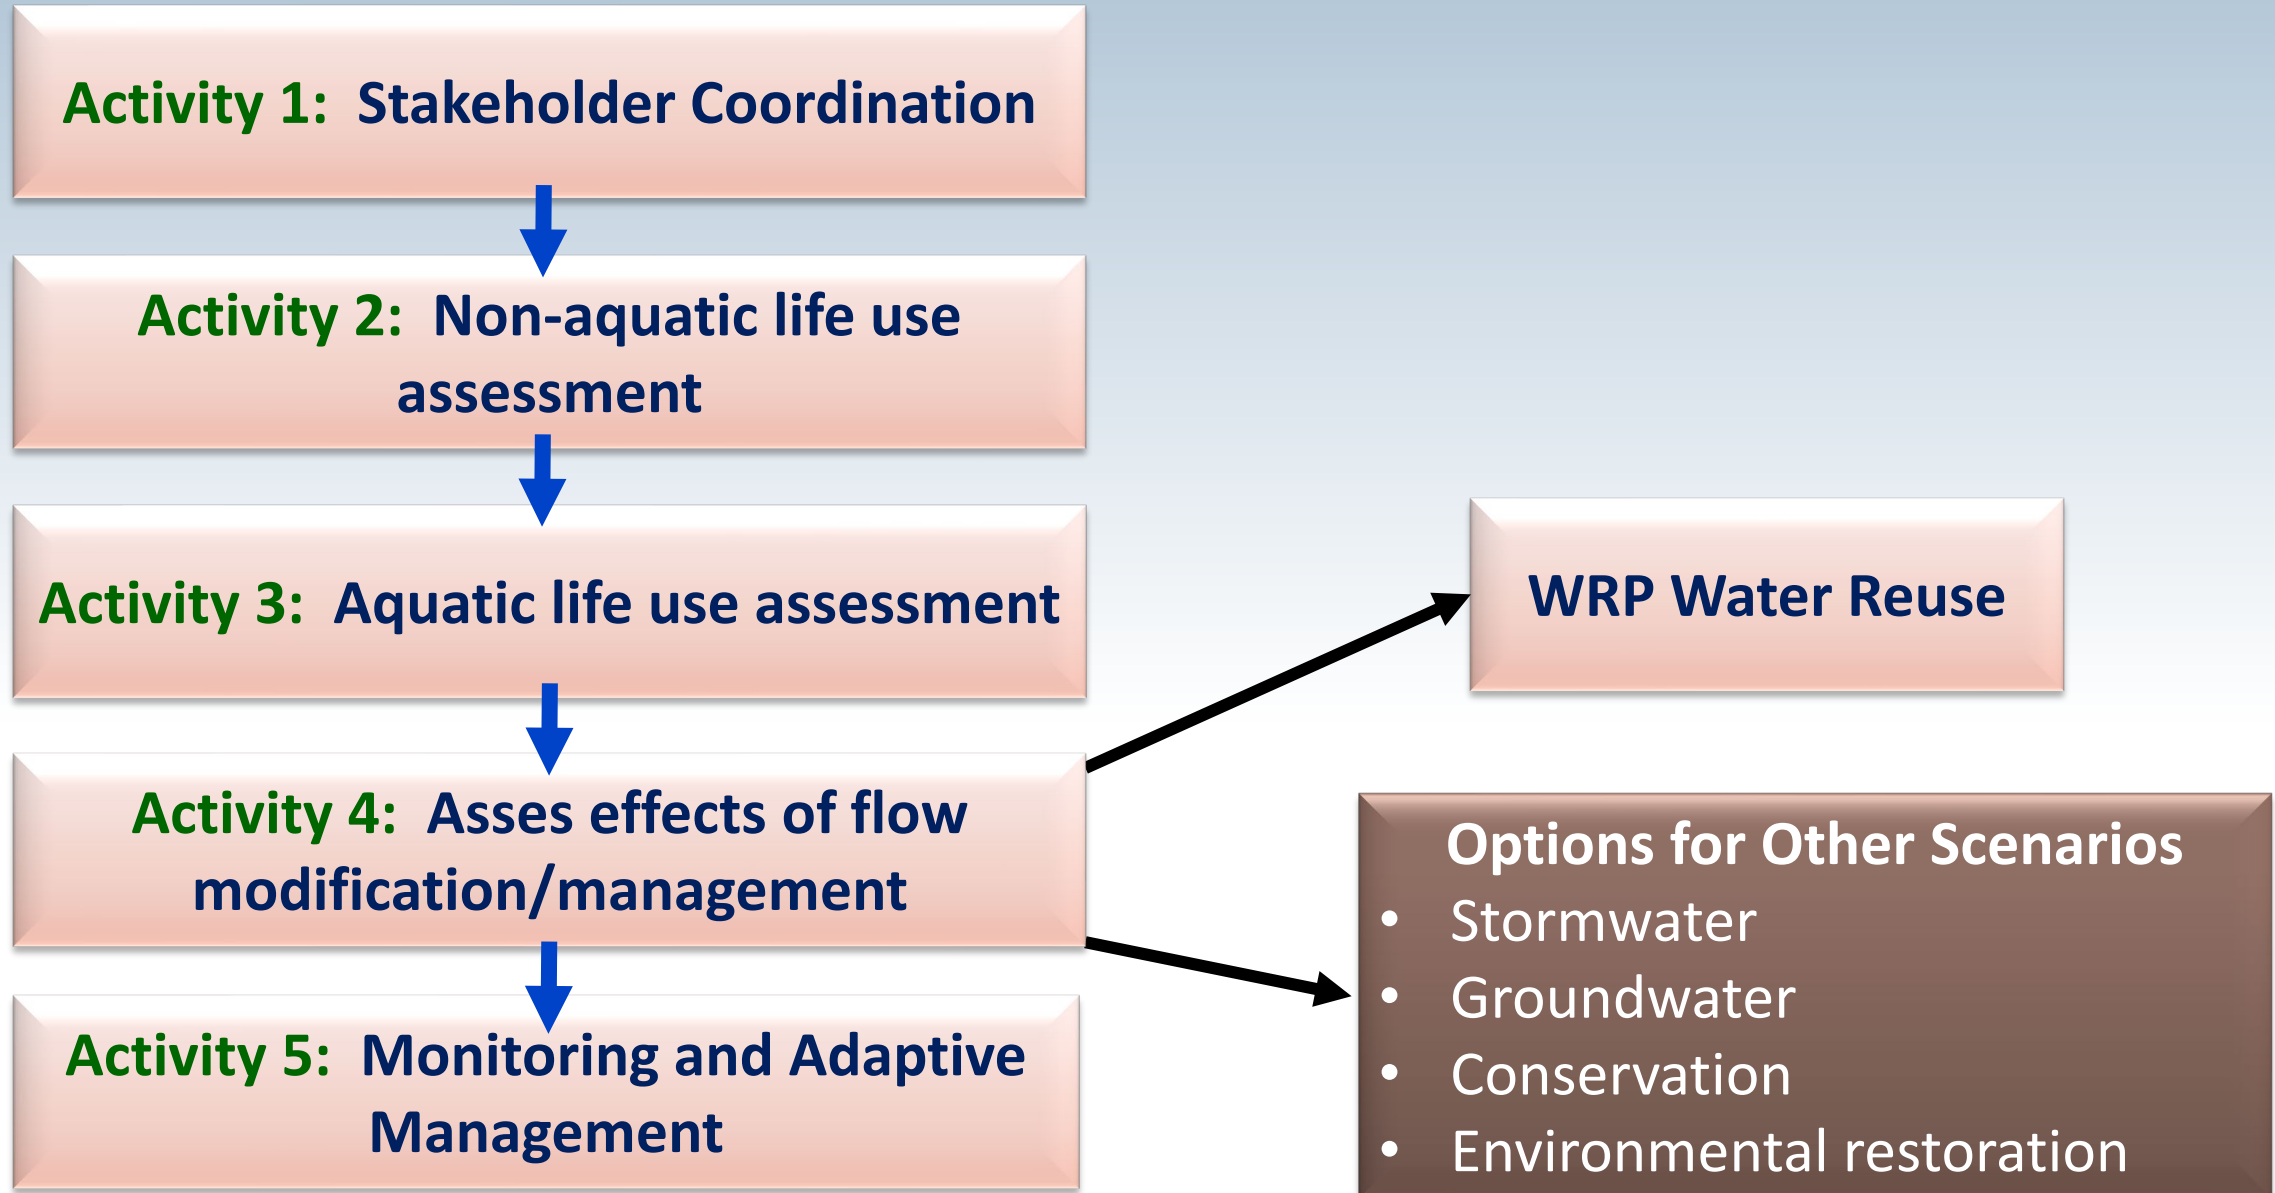 Activity 1: Stakeholder Coordination
Activity 2: Non-aquatic life use
assessment
Activity 3: Aquatic life use assessment
Activity 4: Asses effects of flow
modification/management
Activity 5: Monitoring and Adaptive
Management
WRP Water Reuse
Options for Other Scenarios
• Stormwater
• Groundwater
• Conservation
• Environmental restoration